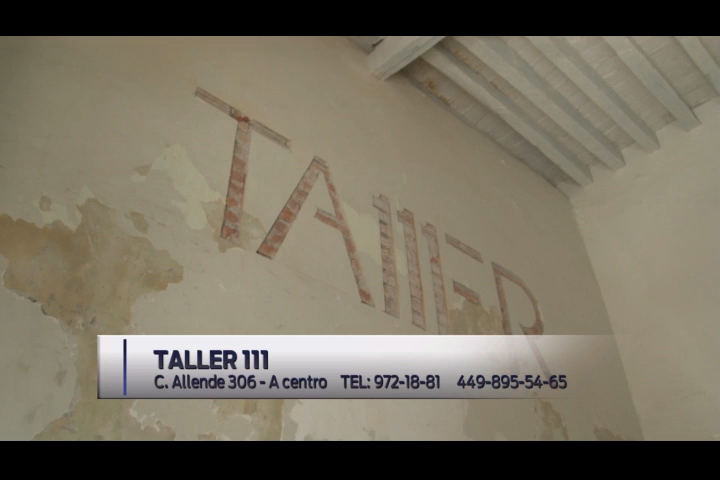 TALLER
TALLER 111
C. Allende 306 - A centro TEL: 972-18-81 449-895-54-65